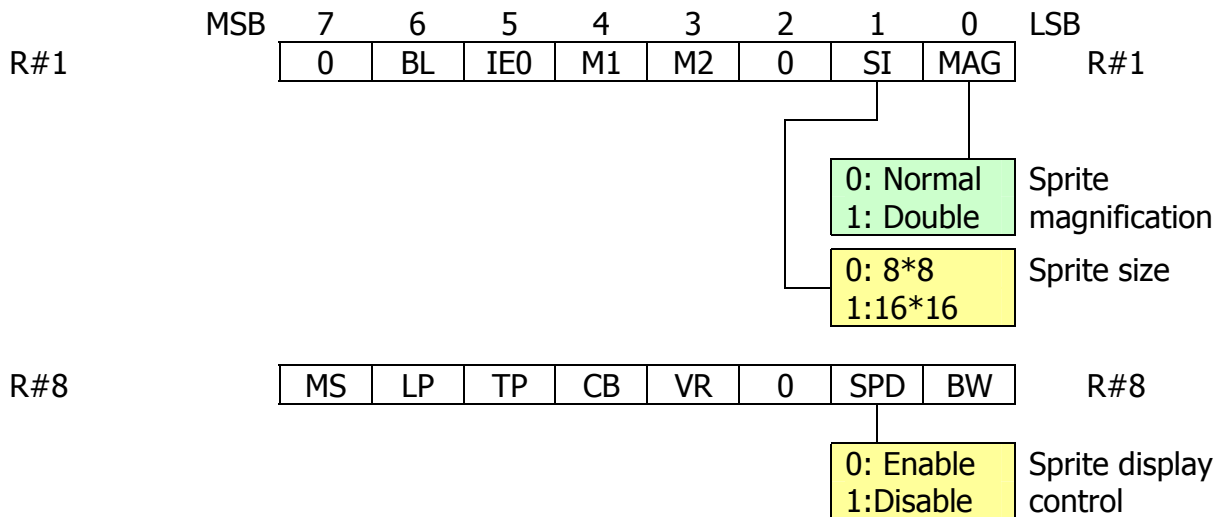 MSB 7 6 5 4 3 2 1 0 LSB
R#1 0 BL IE0 M1 M2 0 SI MAG R#1
0: Normal Sprite
1: Double magnification
0: 8*8 Sprite size
1:16*16
R#8 MS LP TP CB VR 0 SPD BW R#8
0: Enable Sprite display
1:Disable control